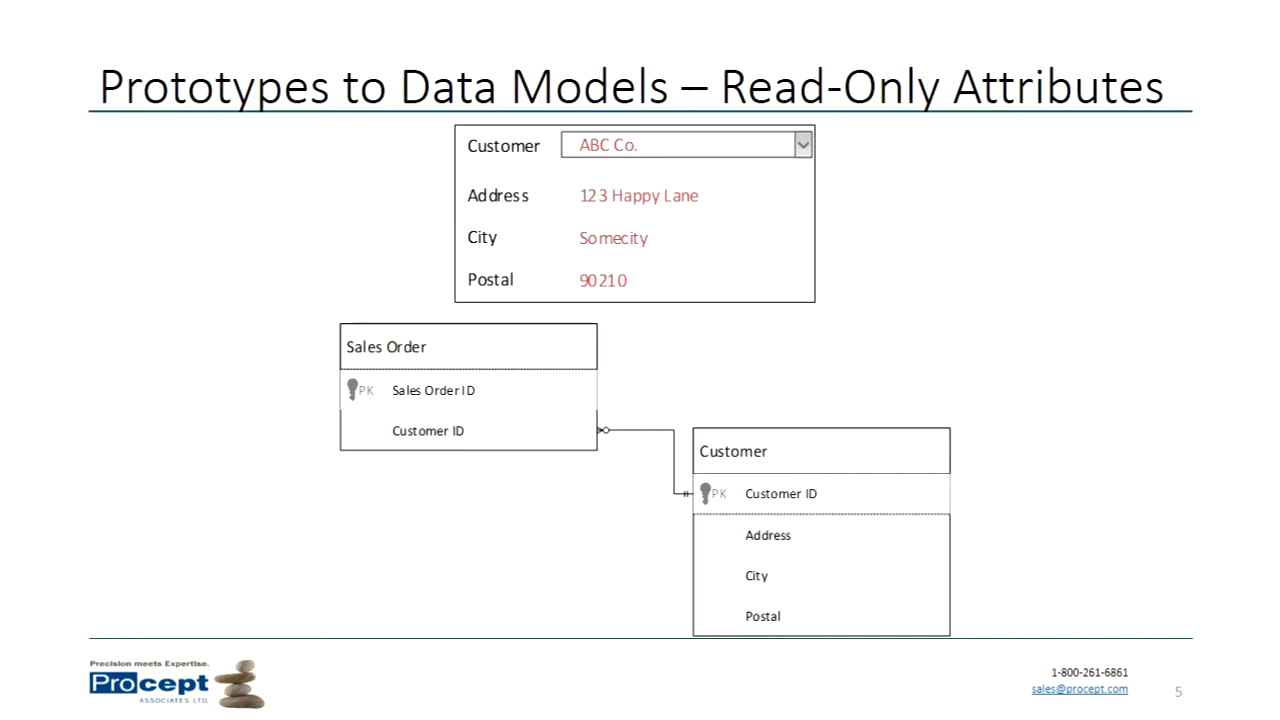 Prototypes to Data Models – Read-Only Attributes
Customer ABC Co.
Address 123 Happy Lane
City Somecity
Postal 90210
Sales Order
PK Sales Order ID
Customer ID
Customer
PK Customer ID
Address
City
Postal
Precision meets Expertise.
Procept
ASSOCIATES LTD.
1-800-261-6861
sales@procept.com
5